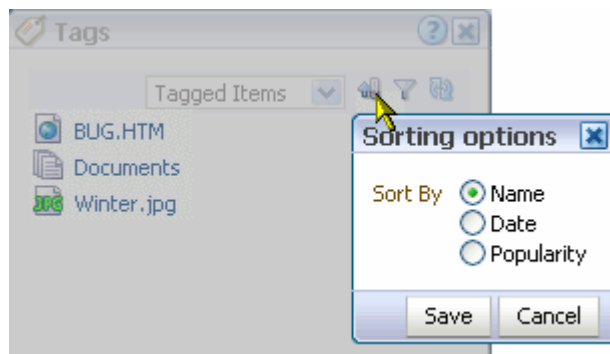 Tags
Tagged Items
BUG.HTM
Documents
Winter.jpg
Sorting options
Sort By
Name
Date
Popularity
Save
Cancel